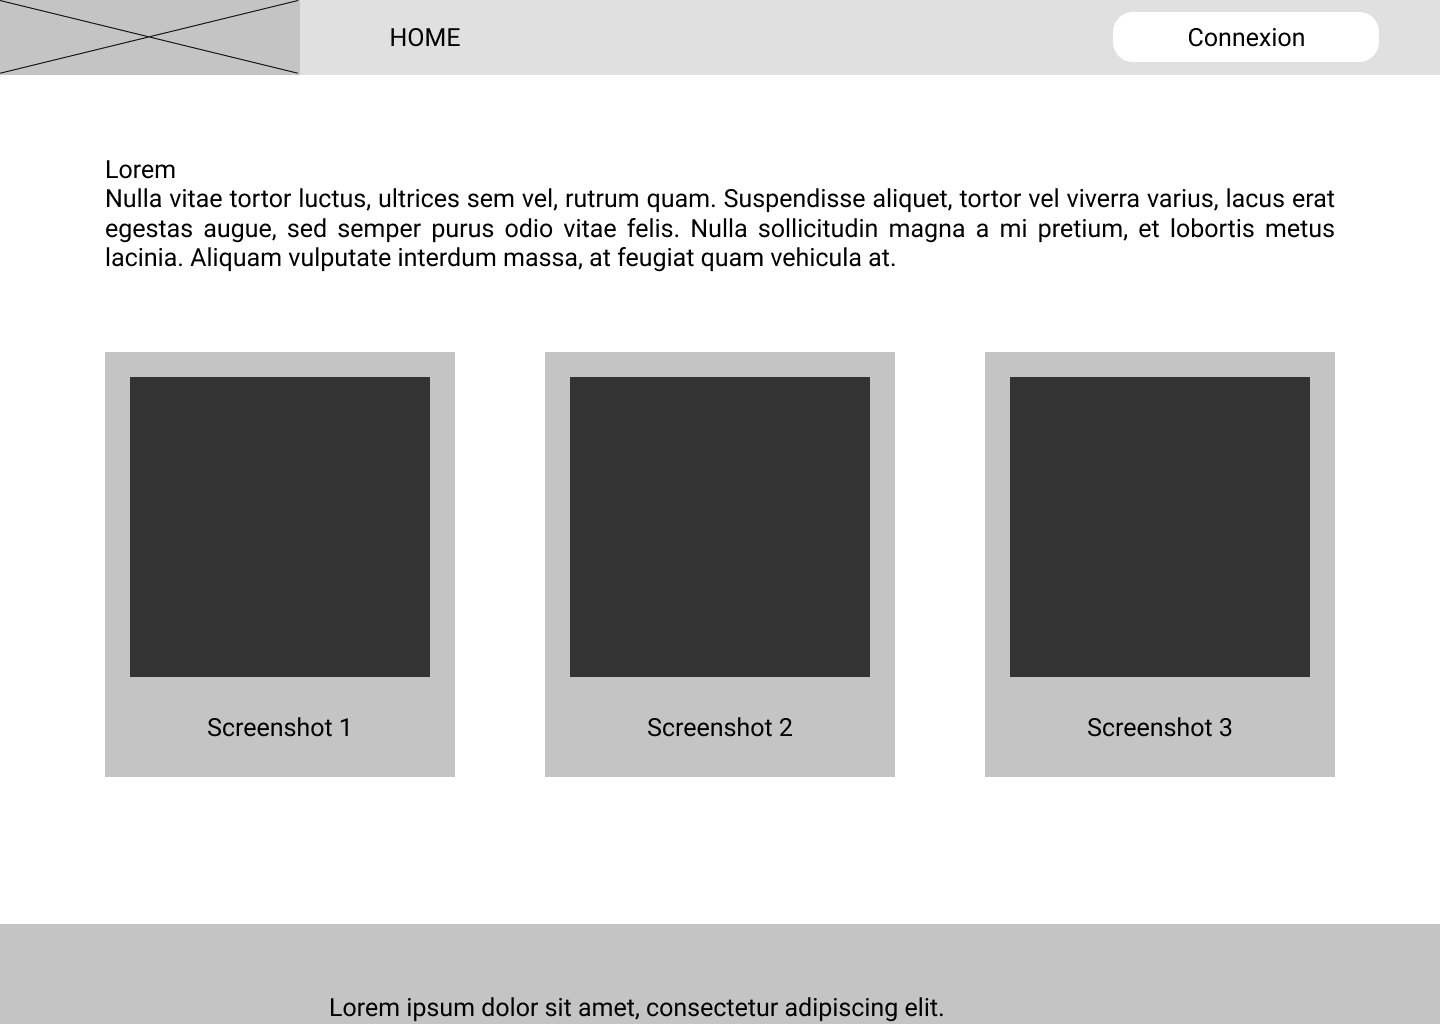 HOME
Connexion
Lorem
Nulla vitae tortor luctus, ultrices sem vel, rutrum quam. Suspendisse aliquet, tortor vel viverra varius, lacus erat
egestas augue, sed semper purus odio vitae felis. Nulla sollicitudin magna a mi pretium, et lobortis metus
lacinia. Aliquam vulputate interdum massa, at feugiat quam vehicula at.
Screenshot 1
Screenshot 2
Screenshot 3
Lorem ipsum dolor sit amet, consectetur adipiscing elit.